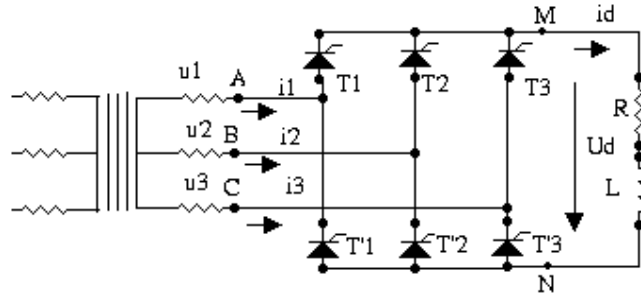 M id
u1 A i1 T1 T2 T3
R
u2 B i2
Ud
u3 C i3 L
T'1 T'2 T'3
N